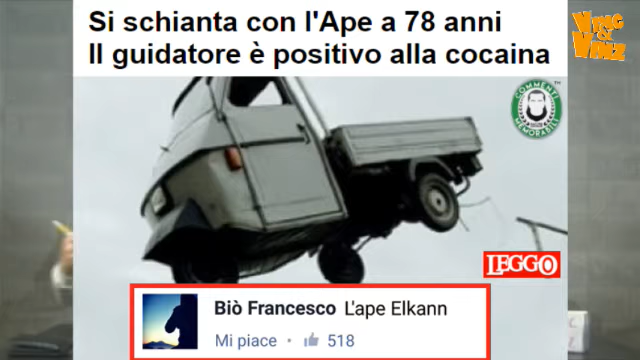 Si schianta con l'Ape a 78 anni
Il guidatore è positivo alla cocaina
VING
&
VINZ
COMMENTI
MEMORABILI
LEGGO
Biò Francesco L'ape Elkann
Mi piace • 518